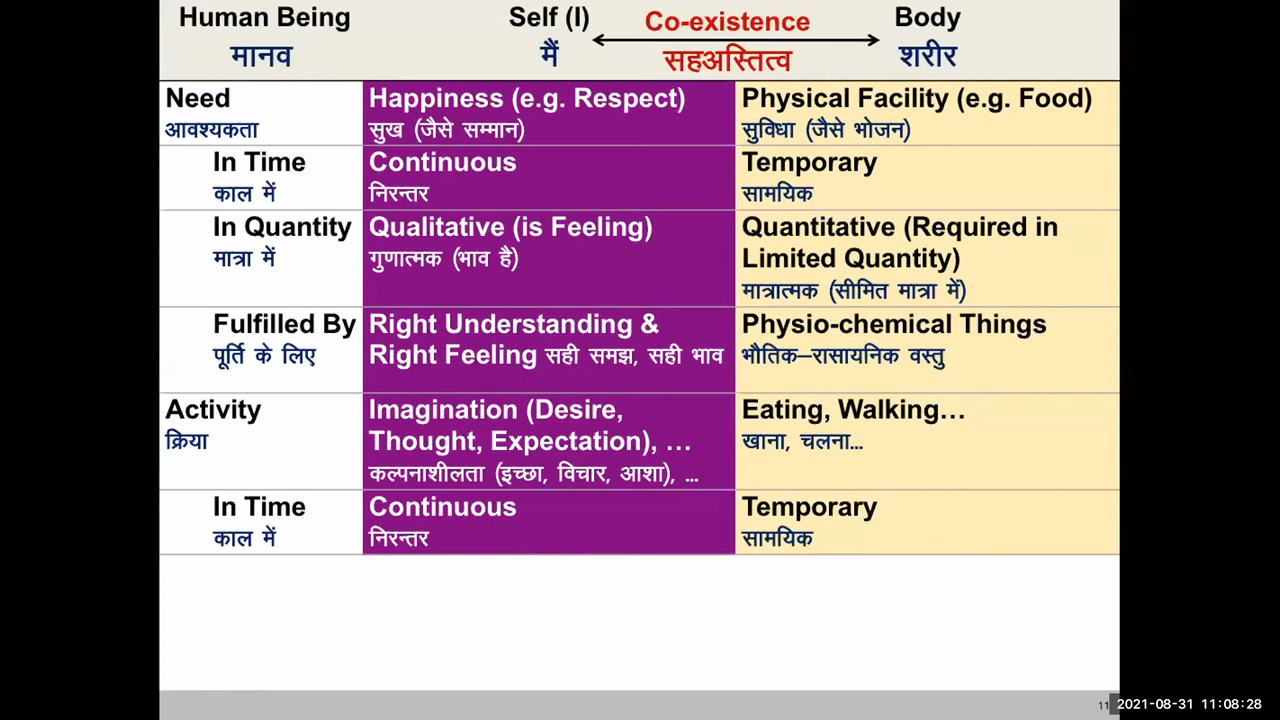 Human Being Self (I) Co-existence Body
मानव मैं सहअस्तित्व शरीर
Need Happiness (e.g. Respect) Physical Facility (e.g. Food)
आवश्यकता सुख (जैसे सम्मान) सुविधा (जैसे भोजन)
In Time Continuous Temporary
काल में निरन्तर सामयिक
In Quantity Qualitative (is Feeling) Quantitative (Required in
मात्रा में गुणात्मक (भाव है) Limited Quantity)
मात्रात्मक (सीमित मात्रा में)
Fulfilled By Right Understanding & Physio-chemical Things
पूर्ति के लिए Right Feeling सही समझ, सही भाव भौतिक–रासायनिक वस्तु
Activity Imagination (Desire, Eating, Walking…
क्रिया Thought, Expectation), … खाना, चलना…
कल्पनाशीलता (इच्छा, विचार, आशा), …
In Time Continuous Temporary
काल में निरन्तर सामयिक
11 2021-08-31 11:08:28